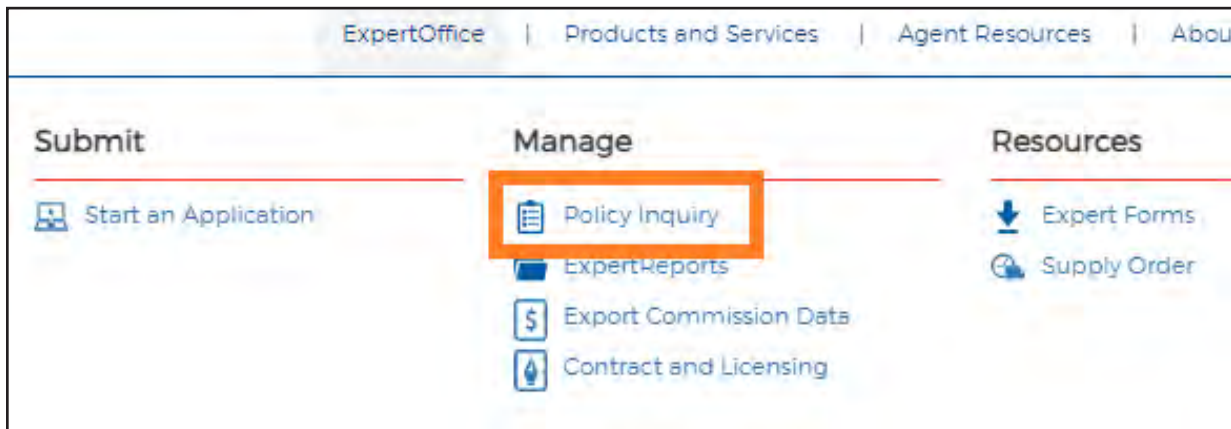 ExpertOffice | Products and Services | Agent Resources | Abou
Submit
Start an Application
Manage
Policy Inquiry
ExpertReports
Export Commission Data
Contract and Licensing
Resources
Expert Forms
Supply Order